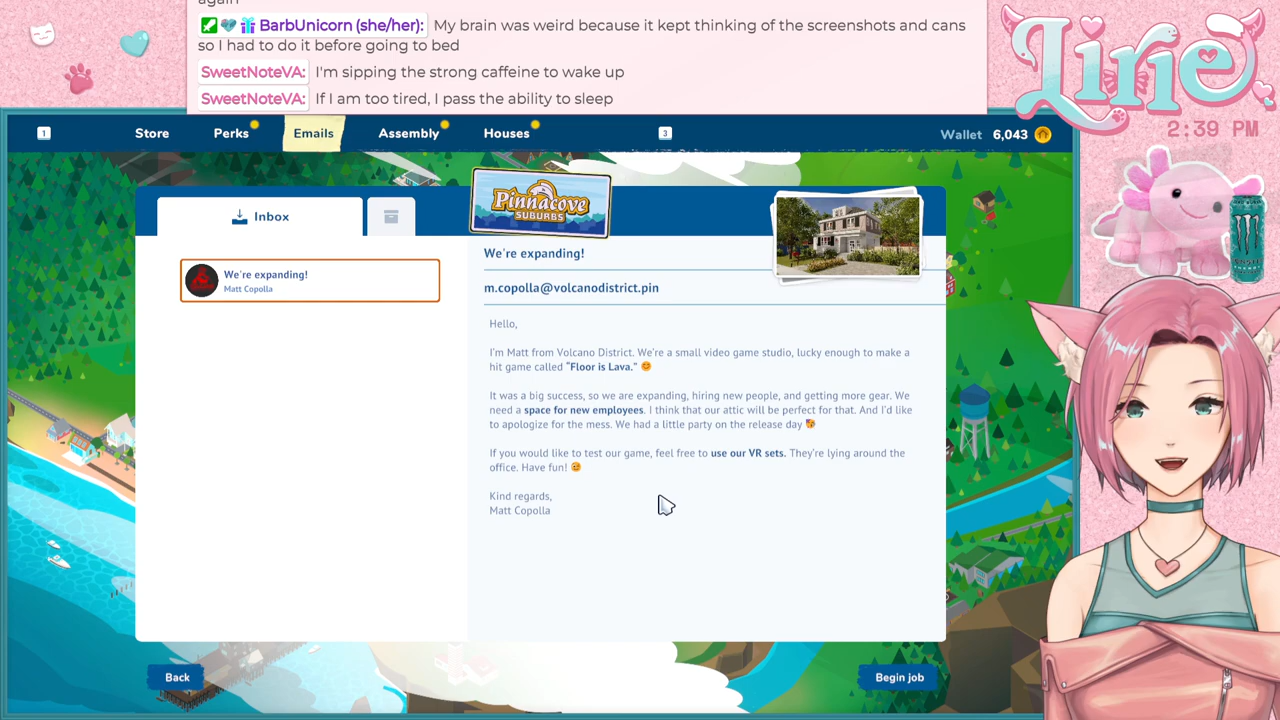 again
BarbUnicorn (she/her): My brain was weird because it kept thinking of the screenshots and cans
so I had to do it before going to bed
SweetNoteVA: I'm sipping the strong caffeine to wake up
SweetNoteVA: If I am too tired, I pass the ability to sleep
Lirie
2:39 PM
1 Store Perks Emails Assembly Houses 3 Wallet 6,043
Inbox
Pinnacove
SUBURBS
We're expanding!
Matt Copolla
We're expanding!
m.copolla@volcanodistrict.pin
Hello,
I'm Matt from Volcano District. We're a small video game studio, lucky enough to make a
hit game called "Floor is Lava." 😊
It was a big success, so we are expanding, hiring new people, and getting more gear. We
need a space for new employees. I think that our attic will be perfect for that. And I'd like
to apologize for the mess. We had a little party on the release day 🥳
If you would like to test our game, feel free to use our VR sets. They're lying around the
office. Have fun! 😉
Kind regards,
Matt Copolla
Back
Begin job